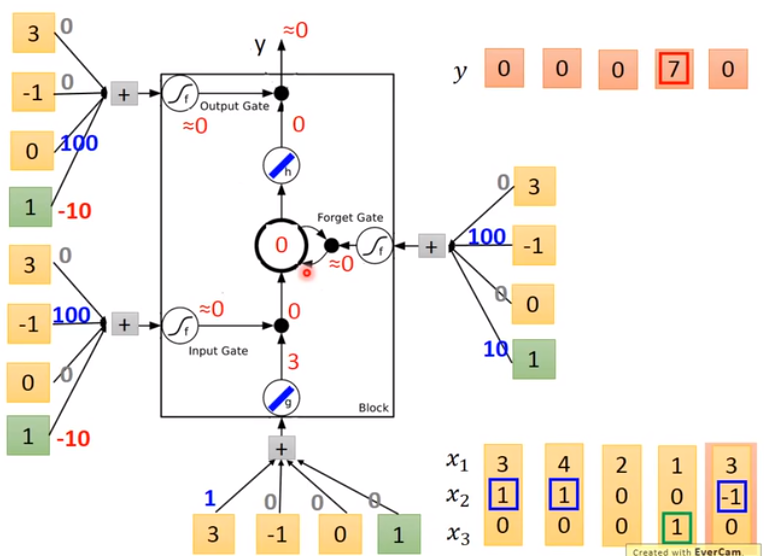 3 0
-1 0
0 100
1 -10
+
f
Output Gate
≈0
y ≈0
0
h
y 0 0 0 7 0
Forget Gate
0
≈0
f
+
0 3
100 -1
0 0
10 1
3 0
-1 100
0 0
1 -10
+
f
≈0
Input Gate
0
3
g
Block
+
1 0 0 0
3 -1 0 1
x₁ 3 4 2 1 3
x₂ 1 1 0 0 -1
x₃ 0 0 0 1 0
Created with EverCam.